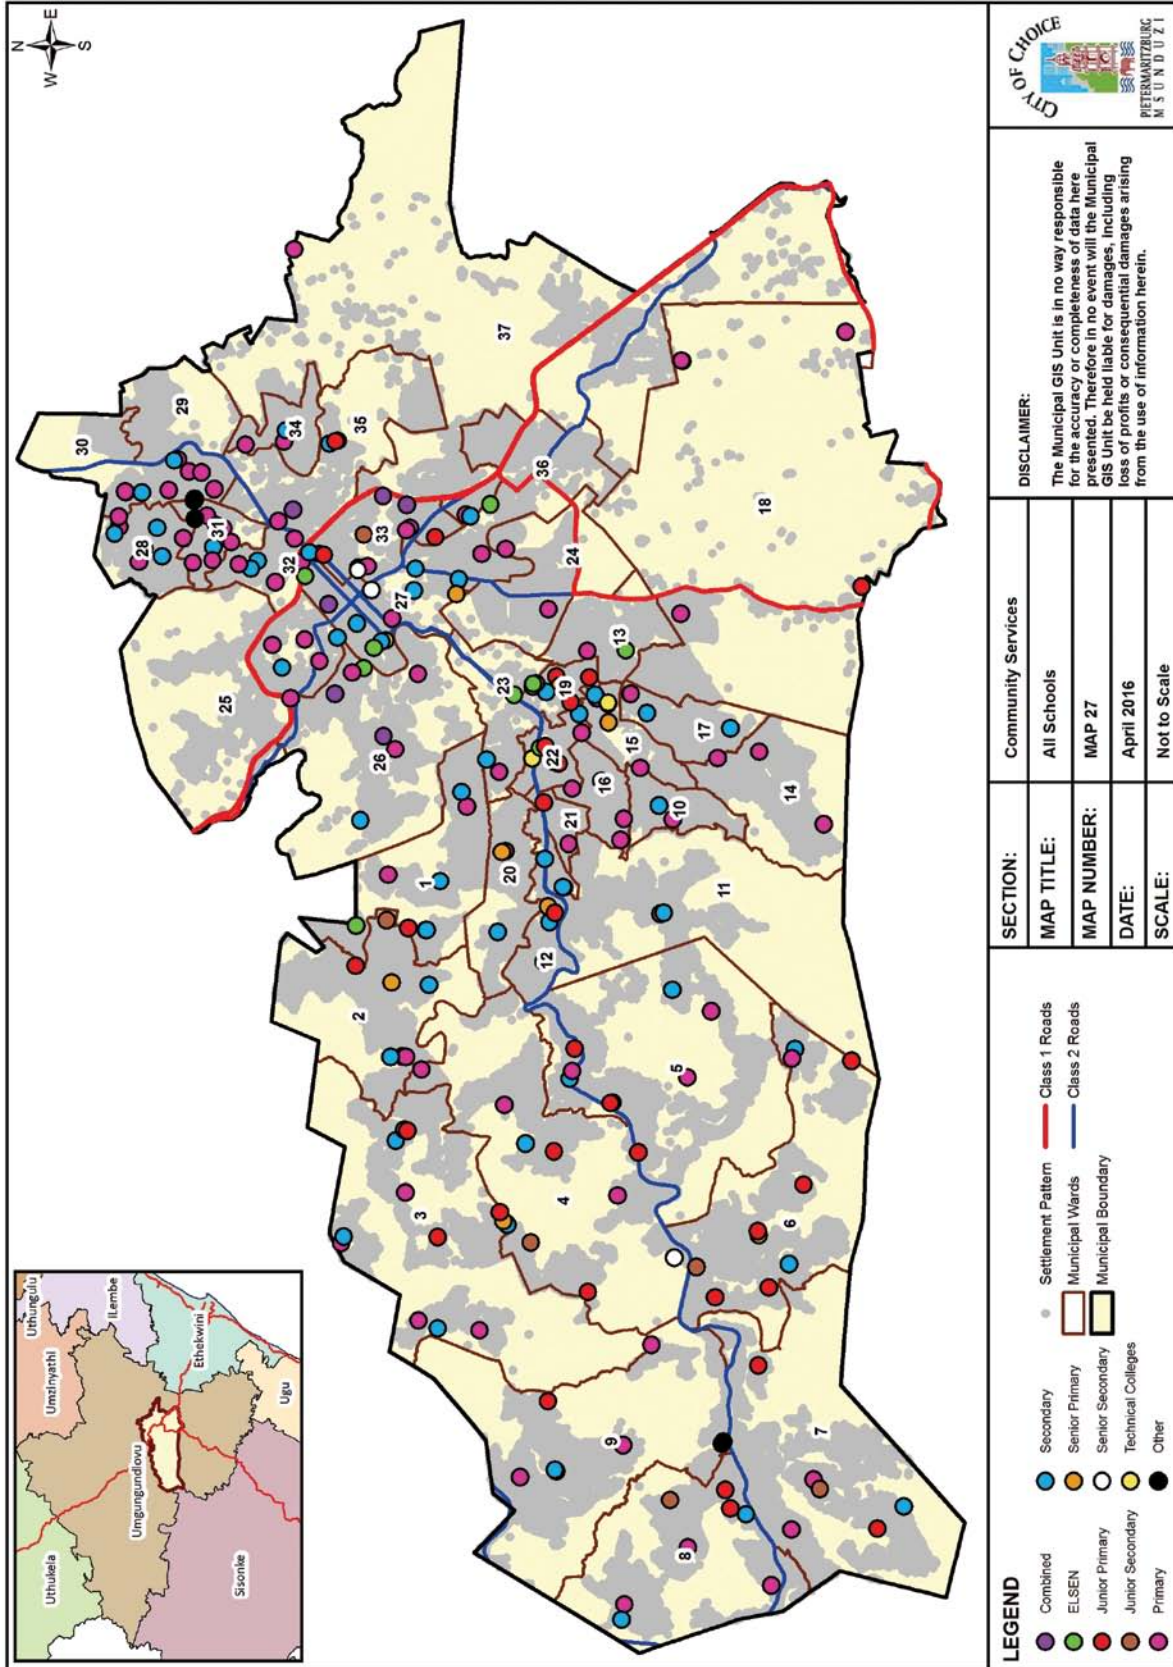 N
W
E
S
Uthungulu
Umzinyathi
ILembe
Uthukela
Umgungundlovu
Ethekwini
Ugu
Sisonke
30
29
28
31
34
35
32
33
37
25
27
36
26
24
18
23
13
19
22
15
17
16
10
14
21
20
1
11
12
2
5
3
4
6
9
7
8
LEGEND
Combined
ELSEN
Junior Primary
Junior Secondary
Primary
Secondary
Senior Primary
Senior Secondary
Technical Colleges
Other
Settlement Pattern
Municipal Wards
Municipal Boundary
Class 1 Roads
Class 2 Roads
SECTION: Community Services
MAP TITLE: All Schools
MAP NUMBER: MAP 27
DATE: April 2016
SCALE: Not to Scale
DISCLAIMER:
The Municipal GIS Unit is in no way responsible
for the accuracy or completeness of data here
presented. Therefore in no event will the Municipal
GIS Unit be held liable for damages, including
loss of profits or consequential damages arising
from the use of information herein.
CITY OF CHOICE
PIETERMARITZBURG
MSUNDUZI